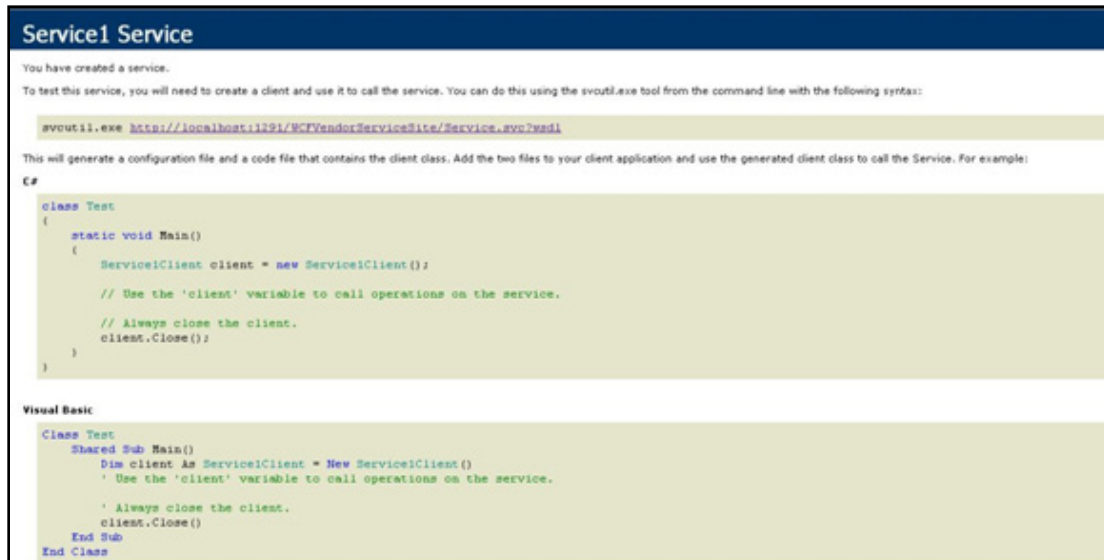 Service1 Service
You have created a service.
To test this service, you will need to create a client and use it to call the service. You can do this using the svcutil.exe tool from the command line with the following syntax:
svcutil.exe http://localhost:1291/WCFVendorServiceSite/Service.svc?wsdl
This will generate a configuration file and a code file that contains the client class. Add the two files to your client application and use the generated client class to call the Service. For example:
C#
class Test
{
static void Main()
{
Service1Client client = new Service1Client();
// Use the 'client' variable to call operations on the service.
// Always close the client.
client.Close();
}
}
Visual Basic
Class Test
Shared Sub Main()
Dim client As Service1Client = New Service1Client()
' Use the 'client' variable to call operations on the service.
' Always close the client.
client.Close()
End Sub
End Class